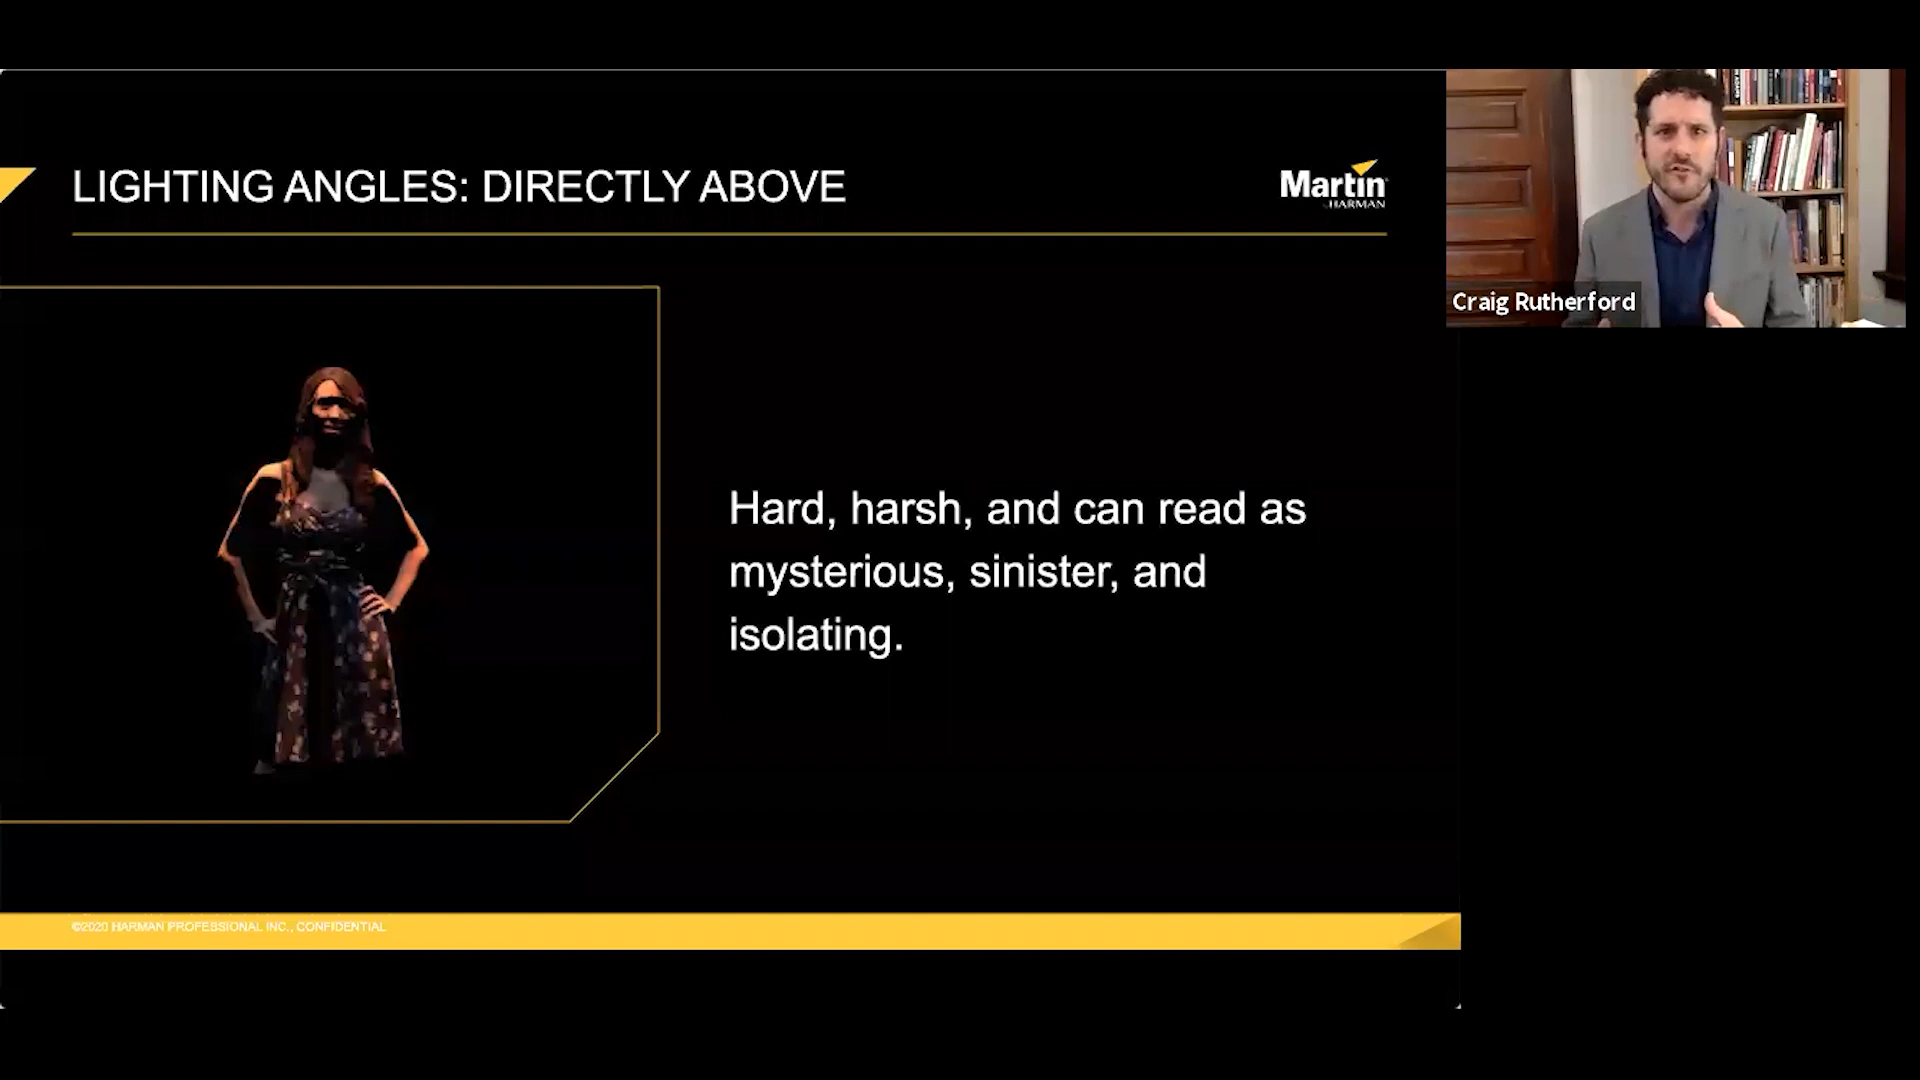 LIGHTING ANGLES: DIRECTLY ABOVE
Martin
by HARMAN
Craig Rutherford
Hard, harsh, and can read as
mysterious, sinister, and
isolating.
©2020 HARMAN PROFESSIONAL INC., CONFIDENTIAL